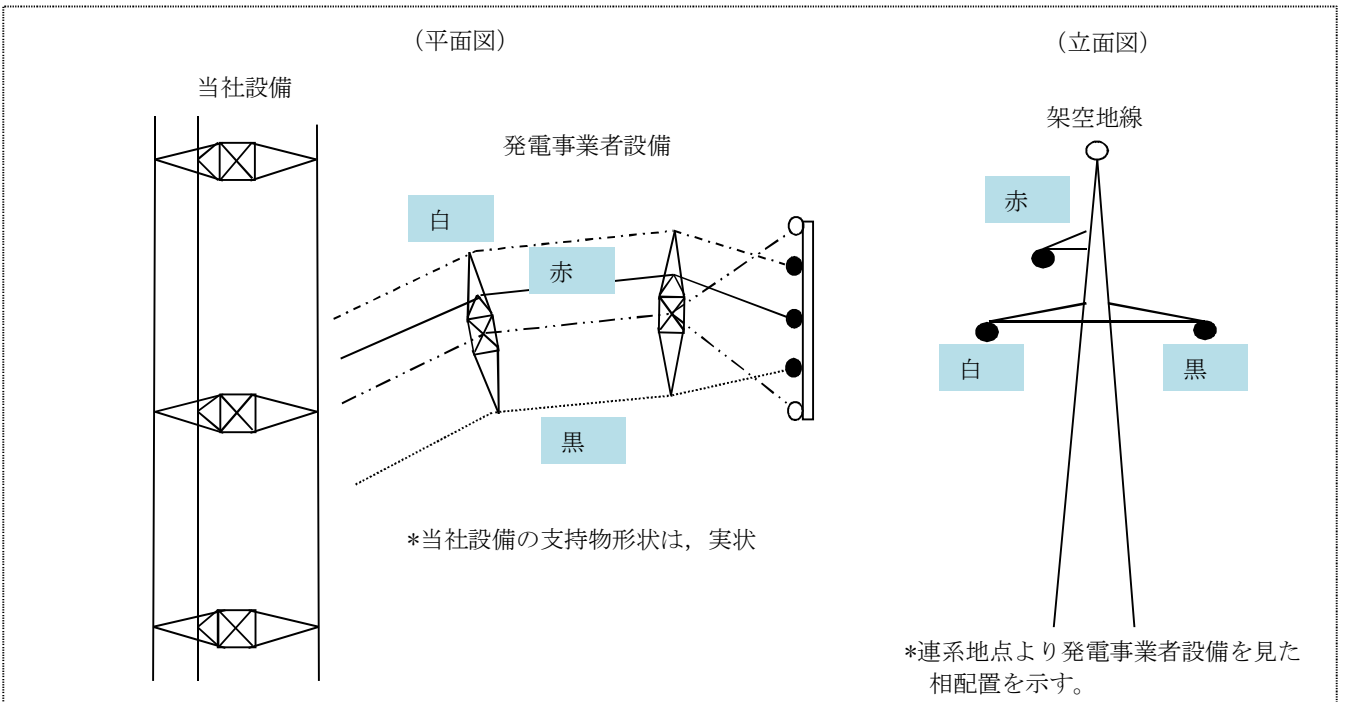 (平面図)
(立面図)
当社設備
架空地線
発電事業者設備
白
赤
黒
*当社設備の支持物形状は，実状
赤
白
黒
*連系地点より発電事業者設備を見た
相配置を示す。